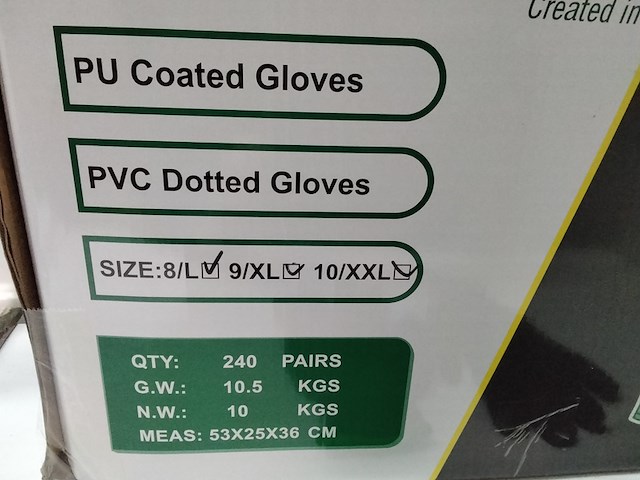 Created in
PU Coated Gloves
PVC Dotted Gloves
SIZE:8/L☑ 9/XL☑ 10/XXL☑
QTY: 240 PAIRS
G.W.: 10.5 KGS
N.W.: 10 KGS
MEAS: 53X25X36 CM